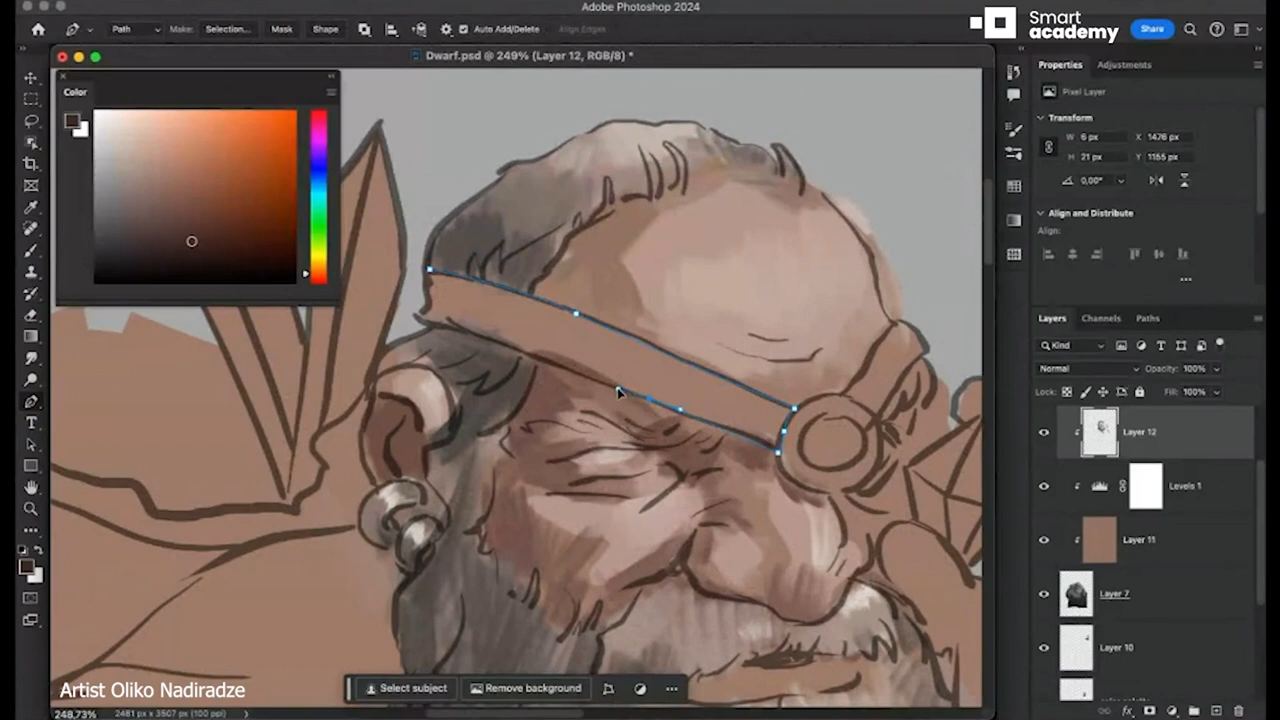 Adobe Photoshop 2024
Path
Make:
Selection...
Mask
Shape
Auto Add/Delete
Align Edges
Smart
academy
Share
Dwarf.psd @ 249% (Layer 12, RGB/8) *
Color
Properties
Adjustments
Pixel Layer
Transform
W 6 px
X 1476 px
H 21 px
Y 1155 px
0,00°
Align and Distribute
Align:
Layers
Channels
Paths
Kind
Normal
Opacity: 100%
Lock:
Fill: 100%
Layer 12
Levels 1
Layer 11
Layer 7
Layer 10
Select subject
Remove background
Artist Oliko Nadiradze
248,73%
2481 px x 3507 px (100 ppi)